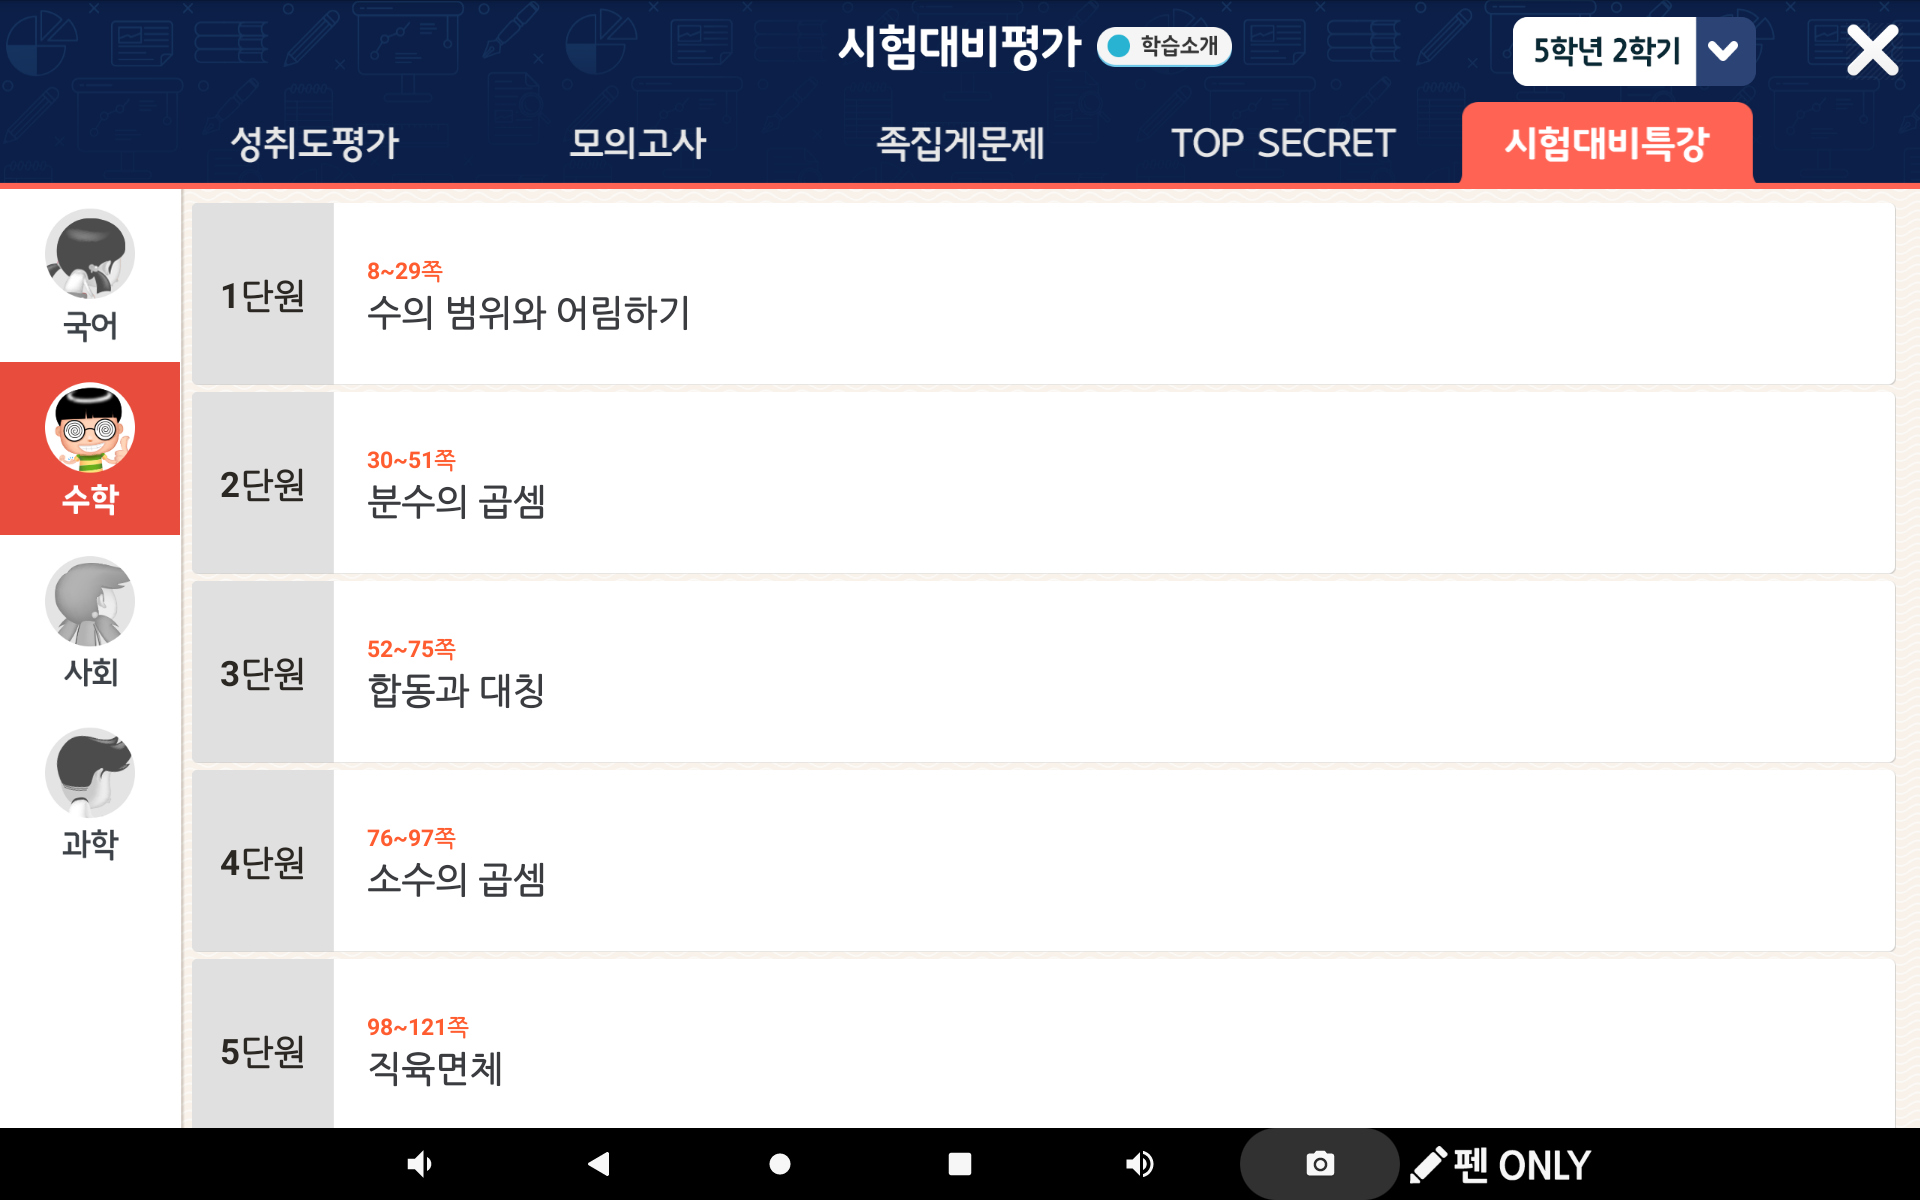 시험대비평가
학습소개
5학년 2학기
성취도평가
모의고사
족집게문제
TOP SECRET
시험대비특강
국어
수학
사회
과학
1단원
8~29쪽
수의 범위와 어림하기
2단원
30~51쪽
분수의 곱셈
3단원
52~75쪽
합동과 대칭
4단원
76~97쪽
소수의 곱셈
5단원
98~121쪽
직육면체
펜 ONLY